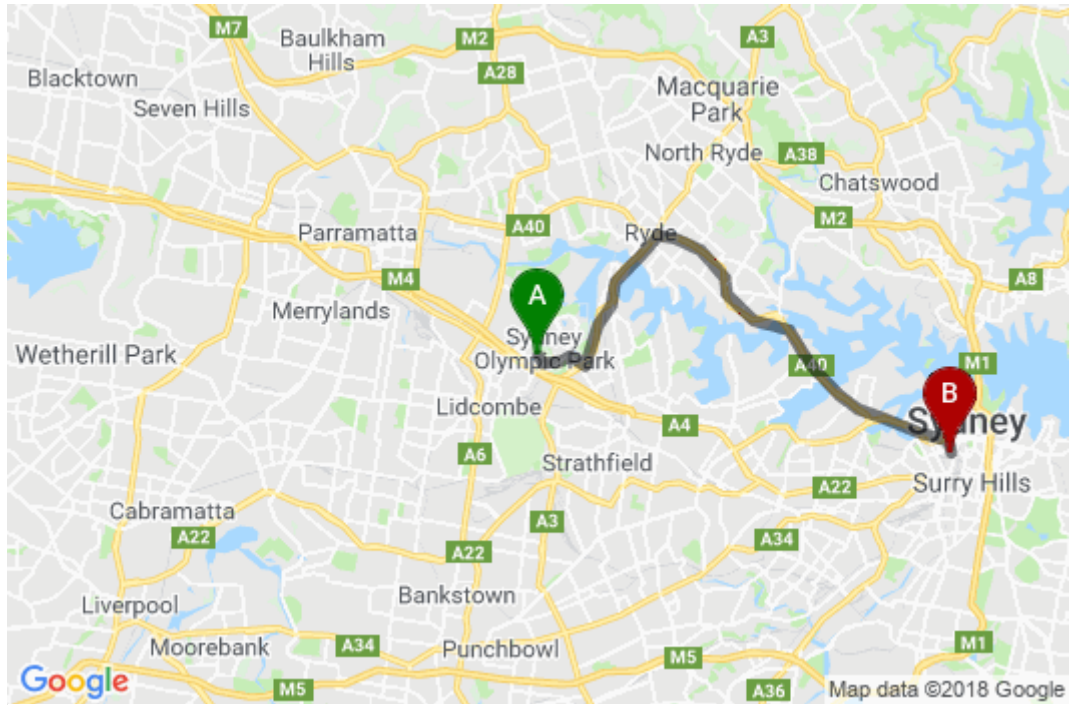 M7
Baulkham
Hills
M2
A3
Blacktown
A28
Macquarie
Park
Seven Hills
North Ryde
A38
Chatswood
M2
A40
Parramatta
Ryde
M4
A8
A
Merrylands
Sydney
Olympic Park
Wetherill Park
A40
M1
B
Lidcombe
Sydney
A4
A6
Strathfield
Surry Hills
A22
Cabramatta
A3
A22
A34
A22
Bankstown
Liverpool
Moorebank
A34
Punchbowl
M1
M5
M5
A36
Google
Map data ©2018 Google